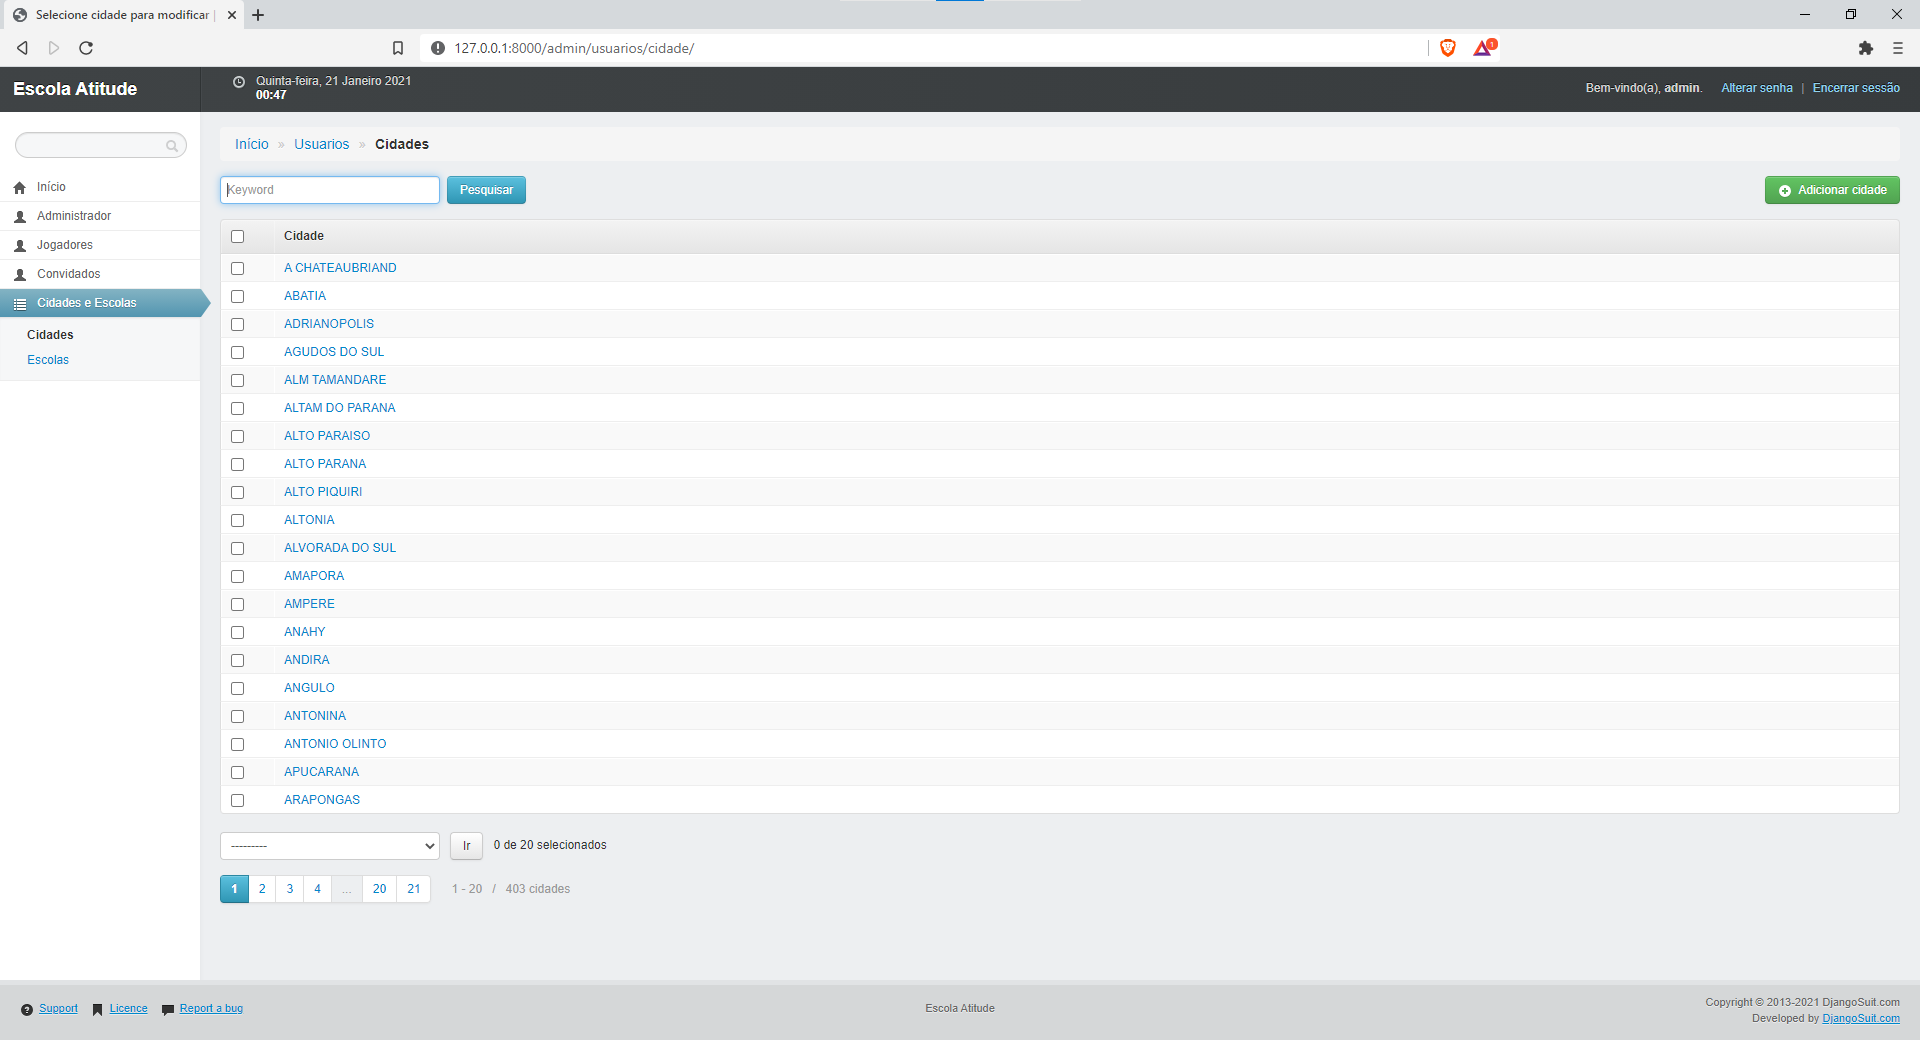 Selecione cidade para modificar |
127.0.0.1:8000/admin/usuarios/cidade/
1
Escola Atitude
Quinta-feira, 21 Janeiro 2021
00:47
Bem-vindo(a), admin. Alterar senha | Encerrar sessão
Início
Administrador
Jogadores
Convidados
Cidades e Escolas
Cidades
Escolas
Início » Usuarios » Cidades
Keyword
Pesquisar
Adicionar cidade
Cidade
A CHATEAUBRIAND
ABATIA
ADRIANOPOLIS
AGUDOS DO SUL
ALM TAMANDARE
ALTAM DO PARANA
ALTO PARAISO
ALTO PARANA
ALTO PIQUIRI
ALTONIA
ALVORADA DO SUL
AMAPORA
AMPERE
ANAHY
ANDIRA
ANGULO
ANTONINA
ANTONIO OLINTO
APUCARANA
ARAPONGAS
---------
Ir
0 de 20 selecionados
1 2 3 4 ... 20 21 1 - 20 / 403 cidades
Support Licence Report a bug
Escola Atitude
Copyright © 2013-2021 DjangoSuit.com
Developed by DjangoSuit.com